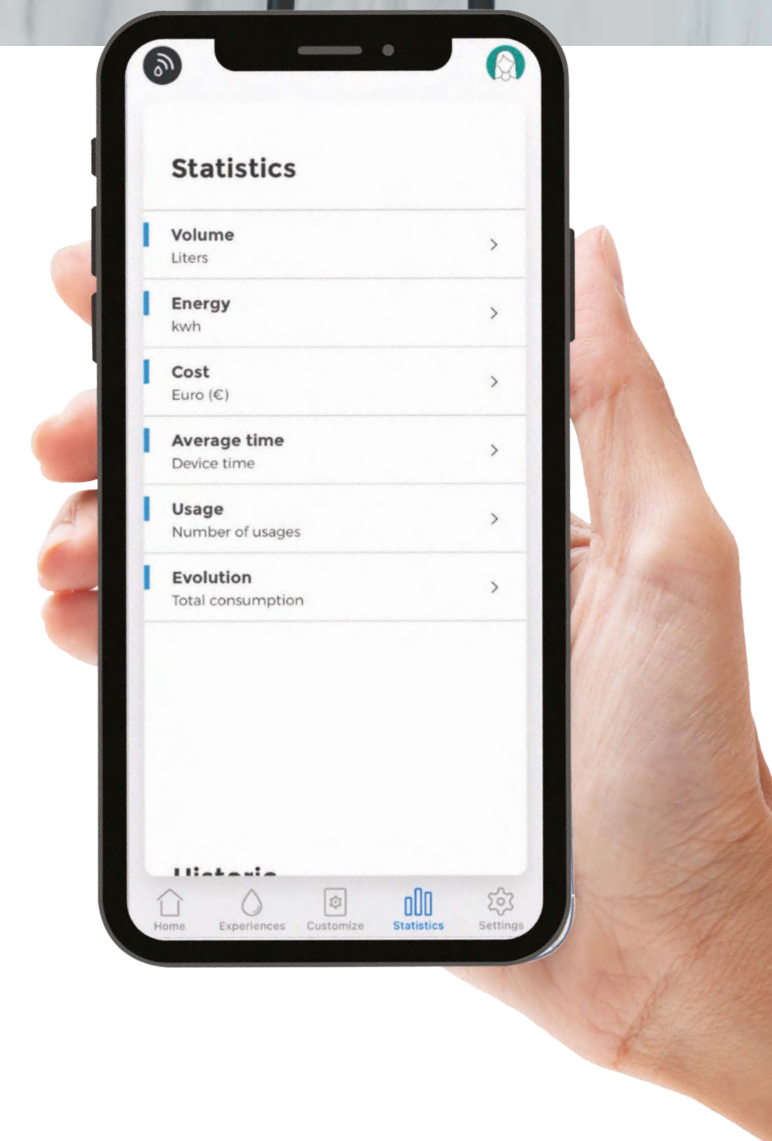 Statistics
Volume
Liters
Energy
kwh
Cost
Euro (€)
Average time
Device time
Usage
Number of usages
Evolution
Total consumption
Home Experiences Customize Statistics Settings